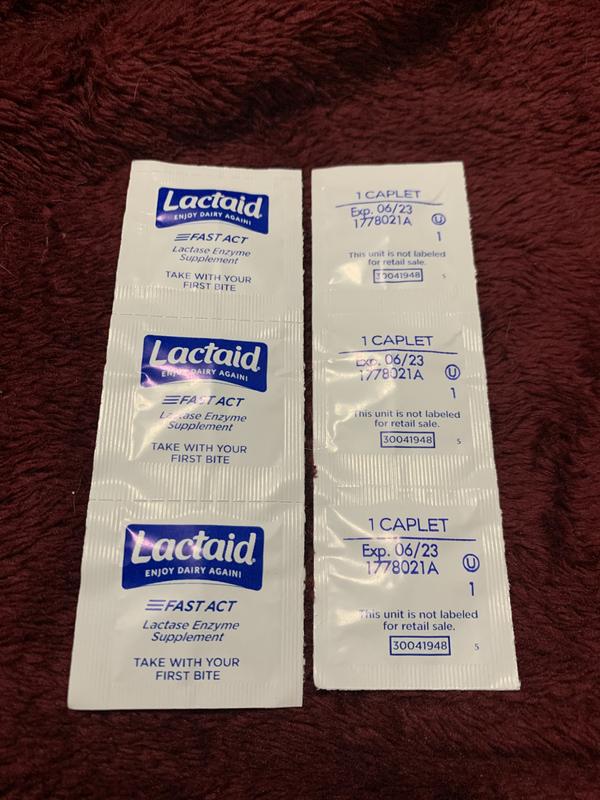 Lactaid
ENJOY DAIRY AGAIN!
FAST ACT
Lactase Enzyme
Supplement
TAKE WITH YOUR
FIRST BITE
Lactaid
ENJOY DAIRY AGAIN!
FAST ACT
Lactase Enzyme
Supplement
TAKE WITH YOUR
FIRST BITE
Lactaid
ENJOY DAIRY AGAIN!
FAST ACT
Lactase Enzyme
Supplement
TAKE WITH YOUR
FIRST BITE
1 CAPLET
Exp. 06/23
1778021A
U
1
This unit is not labeled
for retail sale.
30041948 5
1 CAPLET
Exp. 06/23
1778021A
U
1
This unit is not labeled
for retail sale.
30041948 5
1 CAPLET
Exp. 06/23
1778021A
U
1
This unit is not labeled
for retail sale.
30041948 5